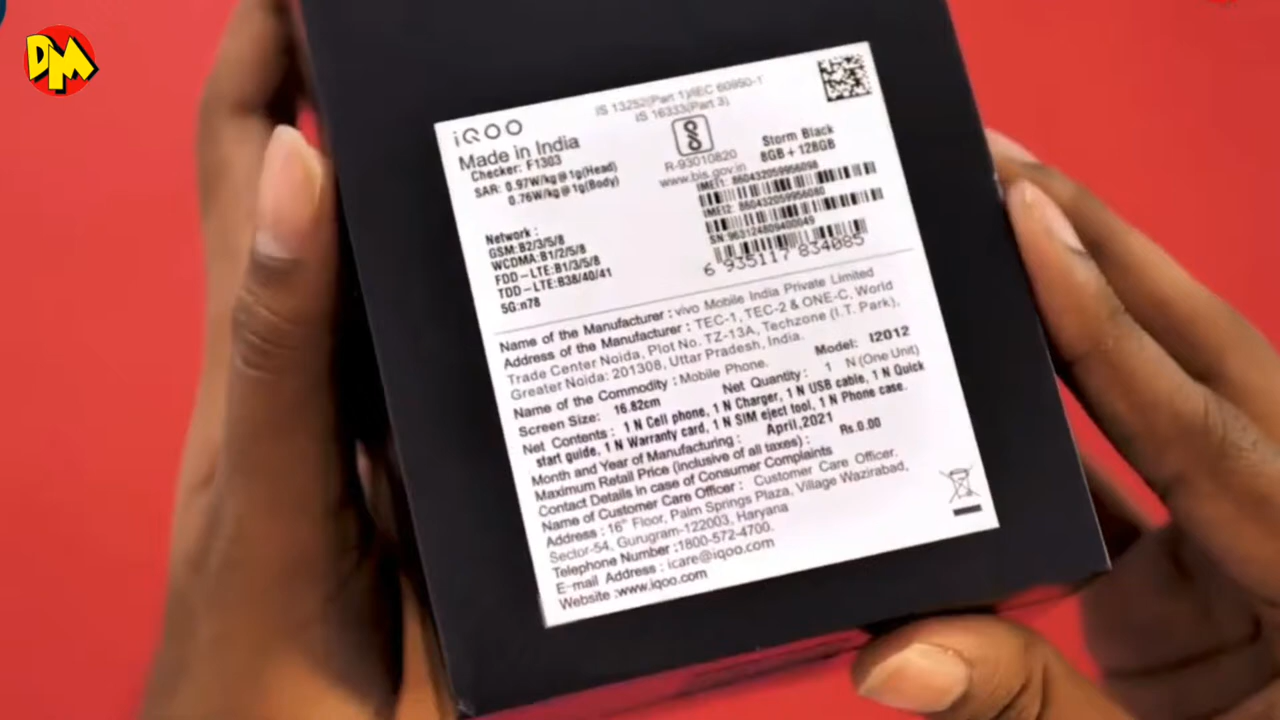 DM
IS 13252(Part 1)/IEC 60950-1
IS 16333(Part 3)
iQOO
Made in India
Checker: F1303
SAR: 0.97W/kg@1g(Head)
0.76W/kg@1g(Body)
R-93010820
www.bis.gov.in
Storm Black
8GB+128GB
IMEI1: 860432059956098
IMEI2: 860432059956080
SN:963124809400049
6 935117 834085
Network :
GSM:B2/3/5/8
WCDMA:B1/2/5/8
FDD-LTE:B1/3/5/8
TDD-LTE:B38/40/41
5G:n78
Name of the Manufacturer : vivo Mobile India Private Limited
Address of the Manufacturer : TEC-1, TEC-2 & ONE-C, World
Trade Center Noida, Plot No. TZ-13A, Techzone (I.T. Park),
Greater Noida: 201308, Uttar Pradesh, India.
Name of the Commodity : Mobile Phone. Model: I2012
Screen Size: 16.82cm Net Quantity: 1 N (One Unit)
Net Contents : 1 N Cell phone, 1 N Charger, 1 N USB cable, 1 N Quick
start guide, 1 N Warranty card, 1 N SIM eject tool, 1 N Phone case.
Month and Year of Manufacturing : April,2021
Maximum Retail Price (inclusive of all taxes) : Rs.0.00
Contact Details in case of Consumer Complaints
Name of Customer Care Officer : Customer Care Officer.
Address : 16th Floor, Palm Springs Plaza, Village Wazirabad,
Sector-54, Gurugram-122003, Haryana
Telephone Number :1800-572-4700.
E-mail Address : icare@iqoo.com
Website :www.iqoo.com